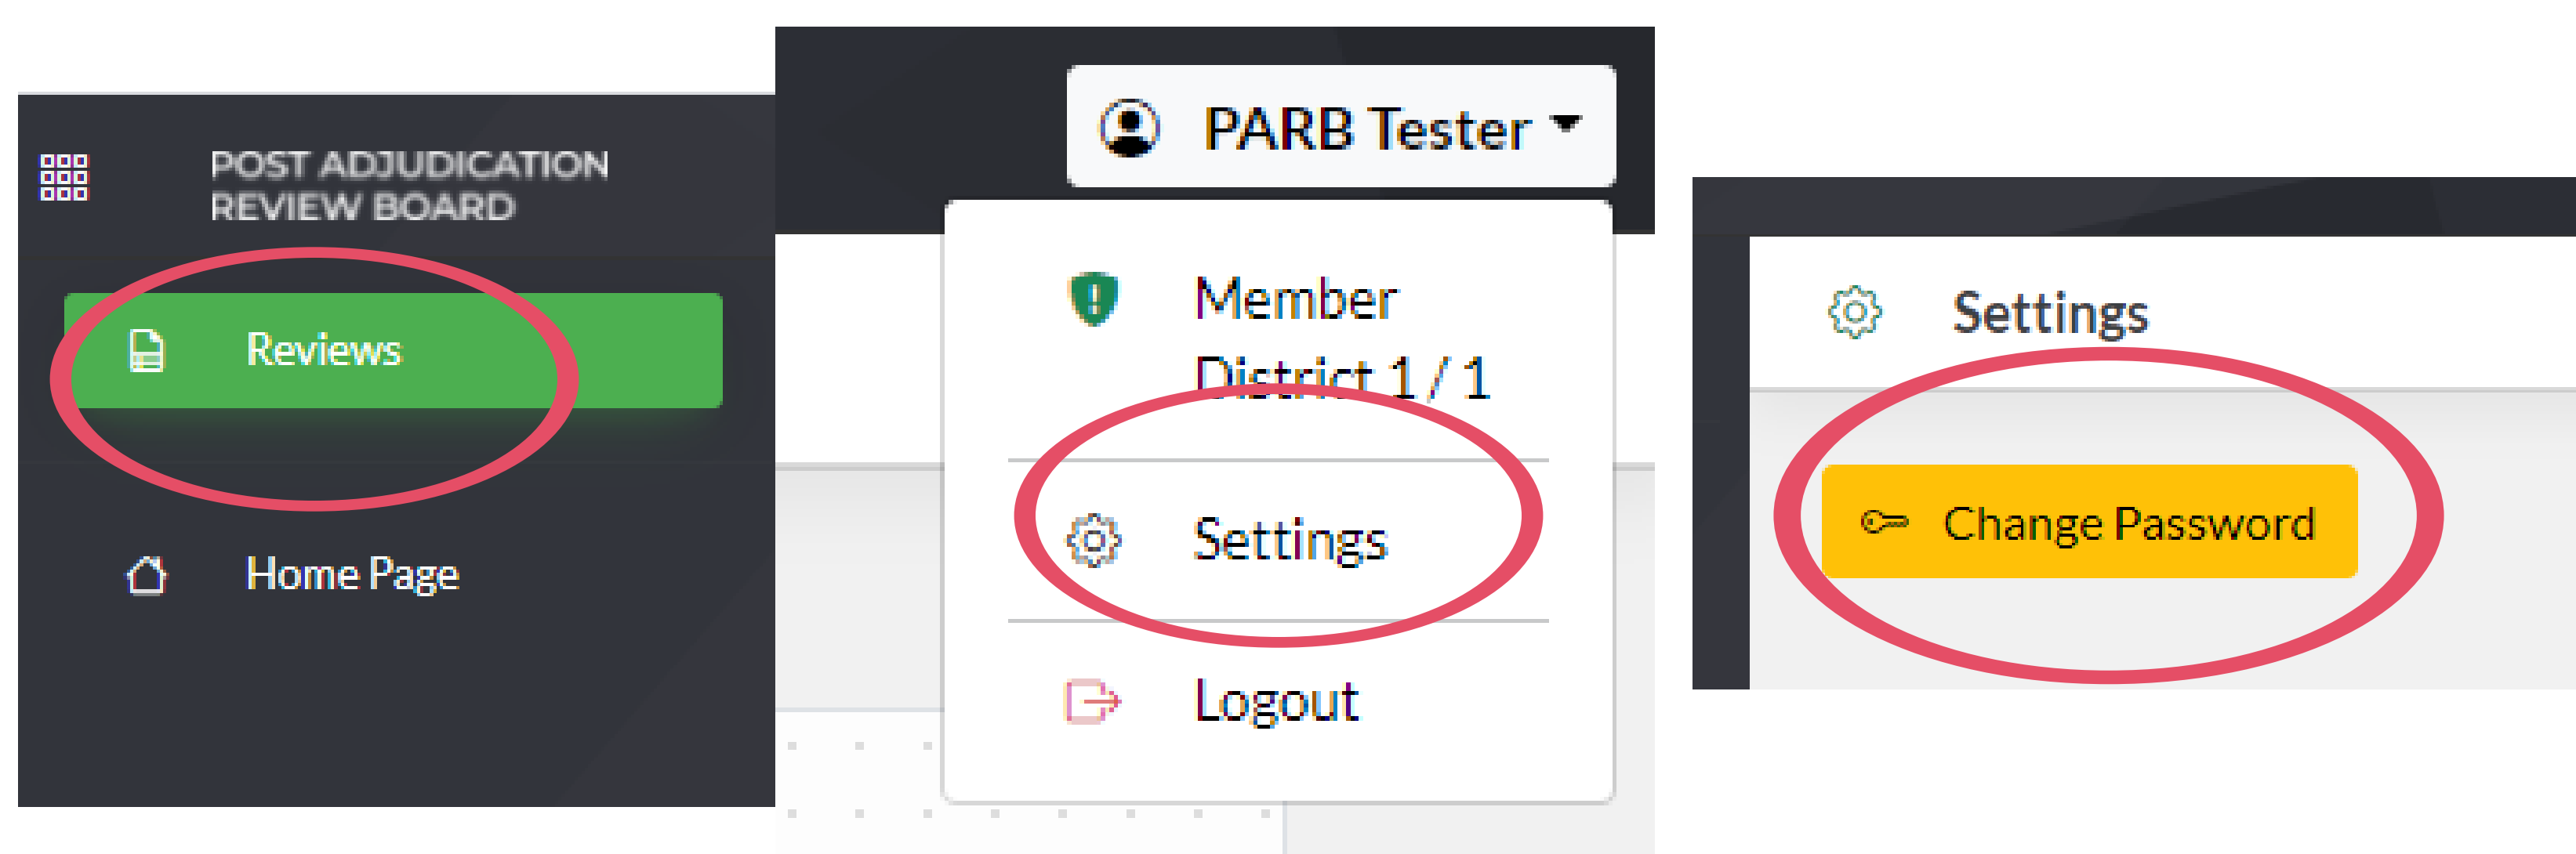 POST ADJUDICATION
REVIEW BOARD
Reviews
Home Page
PARB Tester
Member
District 1 / 1
Settings
Logout
Settings
Change Password